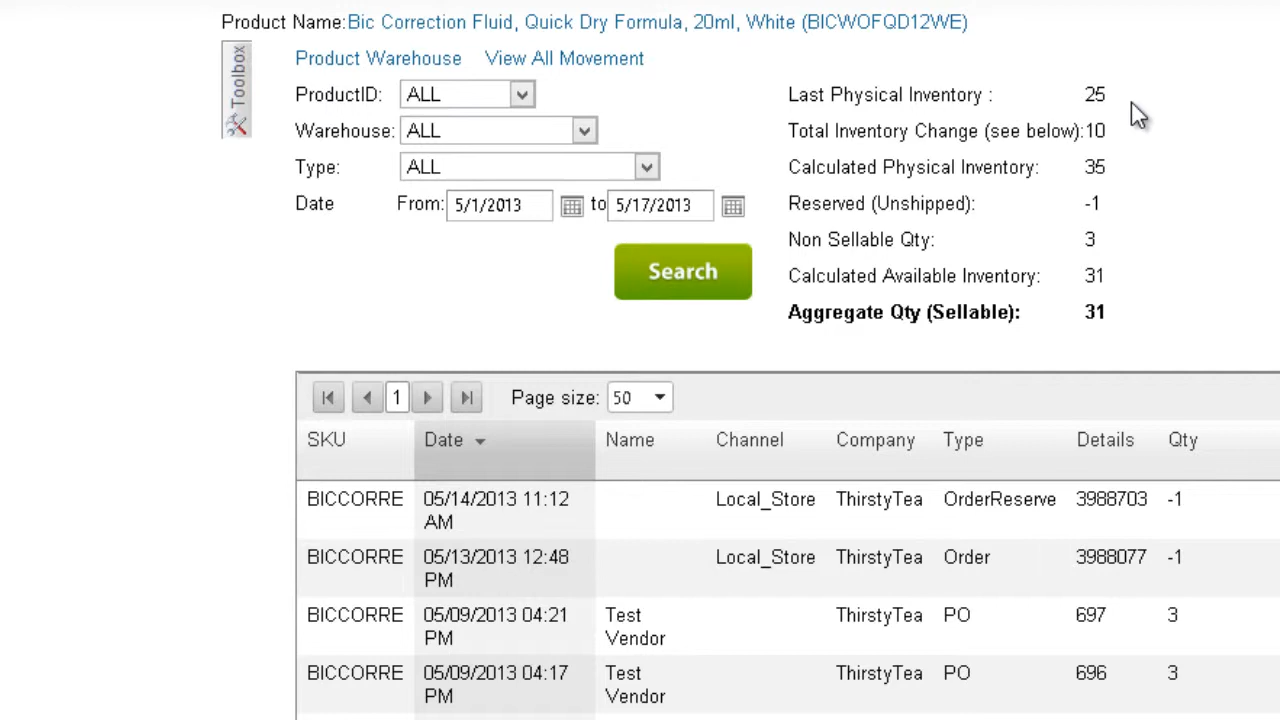 Product Name:Bic Correction Fluid, Quick Dry Formula, 20ml, White (BICWOFQD12WE)
Toolbox
Product Warehouse View All Movement
ProductID: ALL
Warehouse: ALL
Type: ALL
Date From: 5/1/2013 to 5/17/2013
Search
Last Physical Inventory : 25
Total Inventory Change (see below): 10
Calculated Physical Inventory: 35
Reserved (Unshipped): -1
Non Sellable Qty: 3
Calculated Available Inventory: 31
Aggregate Qty (Sellable): 31
1 Page size: 50
SKU Date Name Channel Company Type Details Qty
BICCORRE 05/14/2013 11:12 Local_Store ThirstyTea OrderReserve 3988703 -1
AM
BICCORRE 05/13/2013 12:48 Local_Store ThirstyTea Order 3988077 -1
PM
BICCORRE 05/09/2013 04:21 Test ThirstyTea PO 697 3
PM Vendor
BICCORRE 05/09/2013 04:17 Test ThirstyTea PO 696 3
PM Vendor